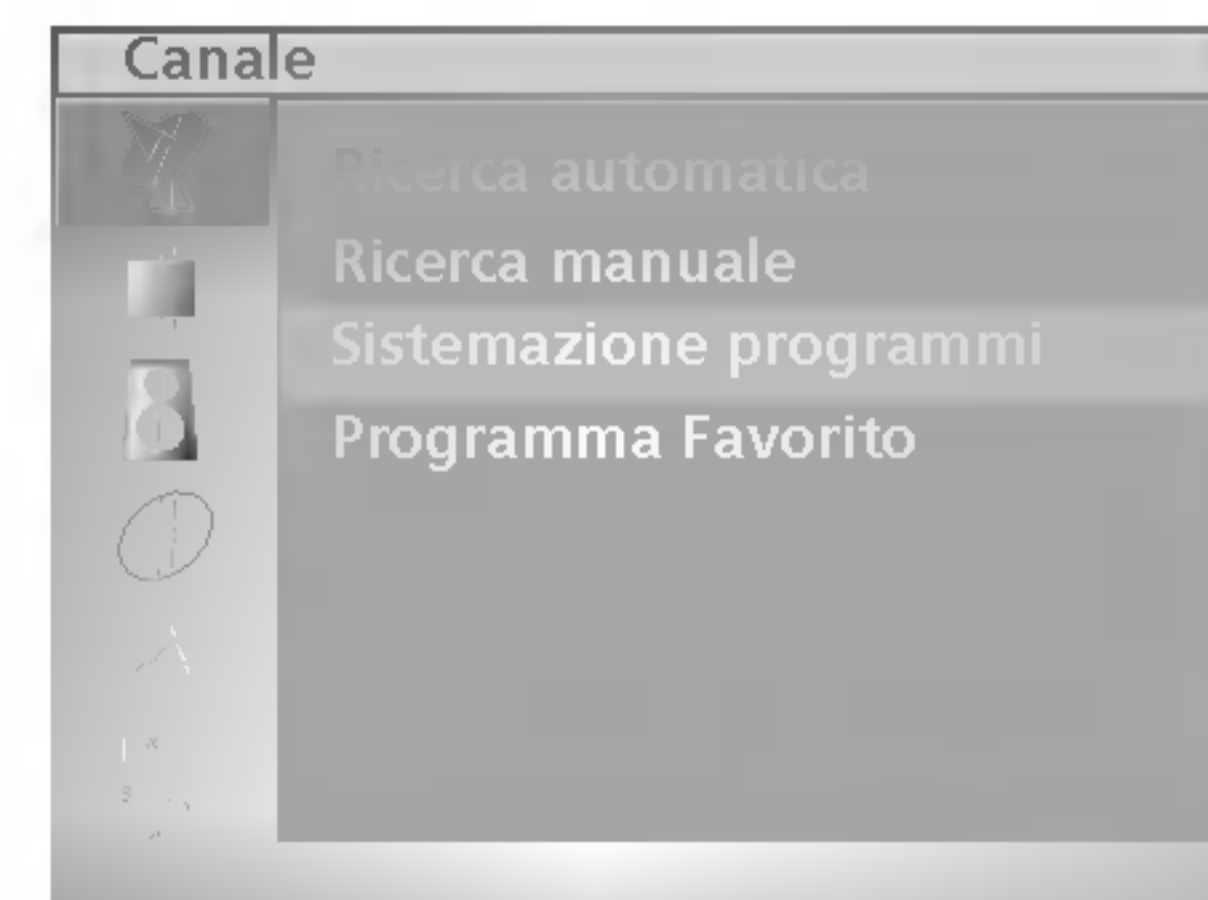 Canale
Ricerca automatica
Ricerca manuale
Sistemazione programmi
Programma Favorito